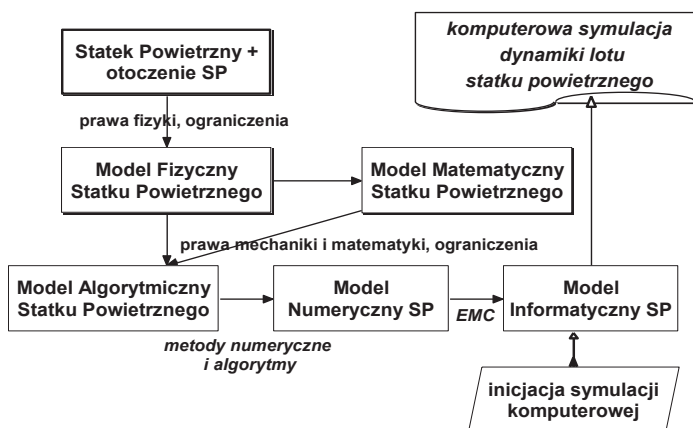 Statek Powietrzny +
otoczenie SP
komputerowa symulacja
dynamiki lotu
statku powietrznego
prawa fizyki, ograniczenia
Model Fizyczny
Statku Powietrznego
Model Matematyczny
Statku Powietrznego
prawa mechaniki i matematyki, ograniczenia
Model Algorytmiczny
Statku Powietrznego
Model
Numeryczny SP
EMC
Model
Informatyczny SP
metody numeryczne
i algorytmy
inicjacja symulacji
komputerowej